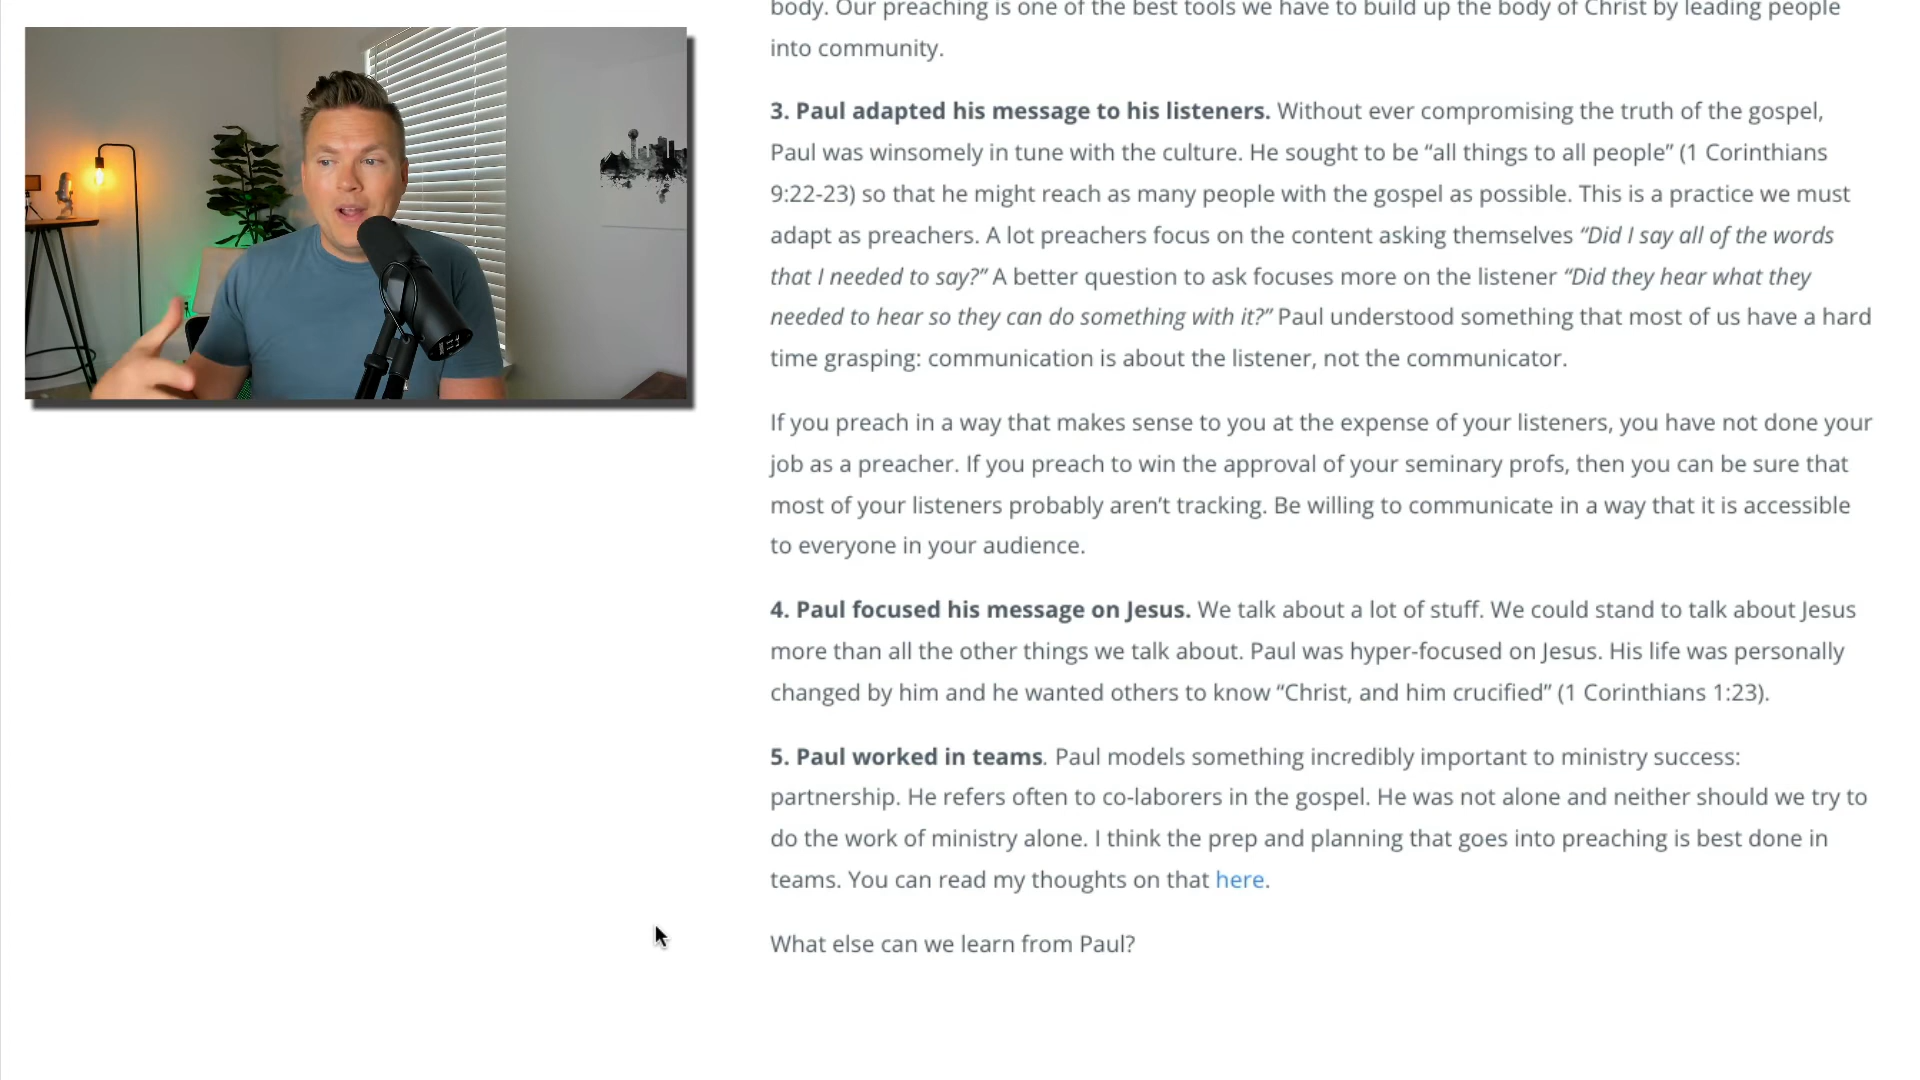 body. Our preaching is one of the best tools we have to build up the body of Christ by leading people
into community.
3. Paul adapted his message to his listeners. Without ever compromising the truth of the gospel,
Paul was winsomely in tune with the culture. He sought to be “all things to all people” (1 Corinthians
9:22-23) so that he might reach as many people with the gospel as possible. This is a practice we must
adapt as preachers. A lot preachers focus on the content asking themselves “Did I say all of the words
that I needed to say?” A better question to ask focuses more on the listener “Did they hear what they
needed to hear so they can do something with it?” Paul understood something that most of us have a hard
time grasping: communication is about the listener, not the communicator.
If you preach in a way that makes sense to you at the expense of your listeners, you have not done your
job as a preacher. If you preach to win the approval of your seminary profs, then you can be sure that
most of your listeners probably aren’t tracking. Be willing to communicate in a way that it is accessible
to everyone in your audience.
4. Paul focused his message on Jesus. We talk about a lot of stuff. We could stand to talk about Jesus
more than all the other things we talk about. Paul was hyper-focused on Jesus. His life was personally
changed by him and he wanted others to know “Christ, and him crucified” (1 Corinthians 1:23).
5. Paul worked in teams. Paul models something incredibly important to ministry success:
partnership. He refers often to co-laborers in the gospel. He was not alone and neither should we try to
do the work of ministry alone. I think the prep and planning that goes into preaching is best done in
teams. You can read my thoughts on that here.
What else can we learn from Paul?